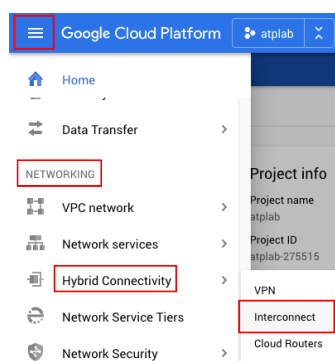 Google Cloud Platform
atplab
Home
Data Transfer
NETWORKING
VPC network
Network services
Hybrid Connectivity
Network Service Tiers
Network Security
Project info
Project name
atplab
Project ID
atplab-275515
VPN
Interconnect
Cloud Routers